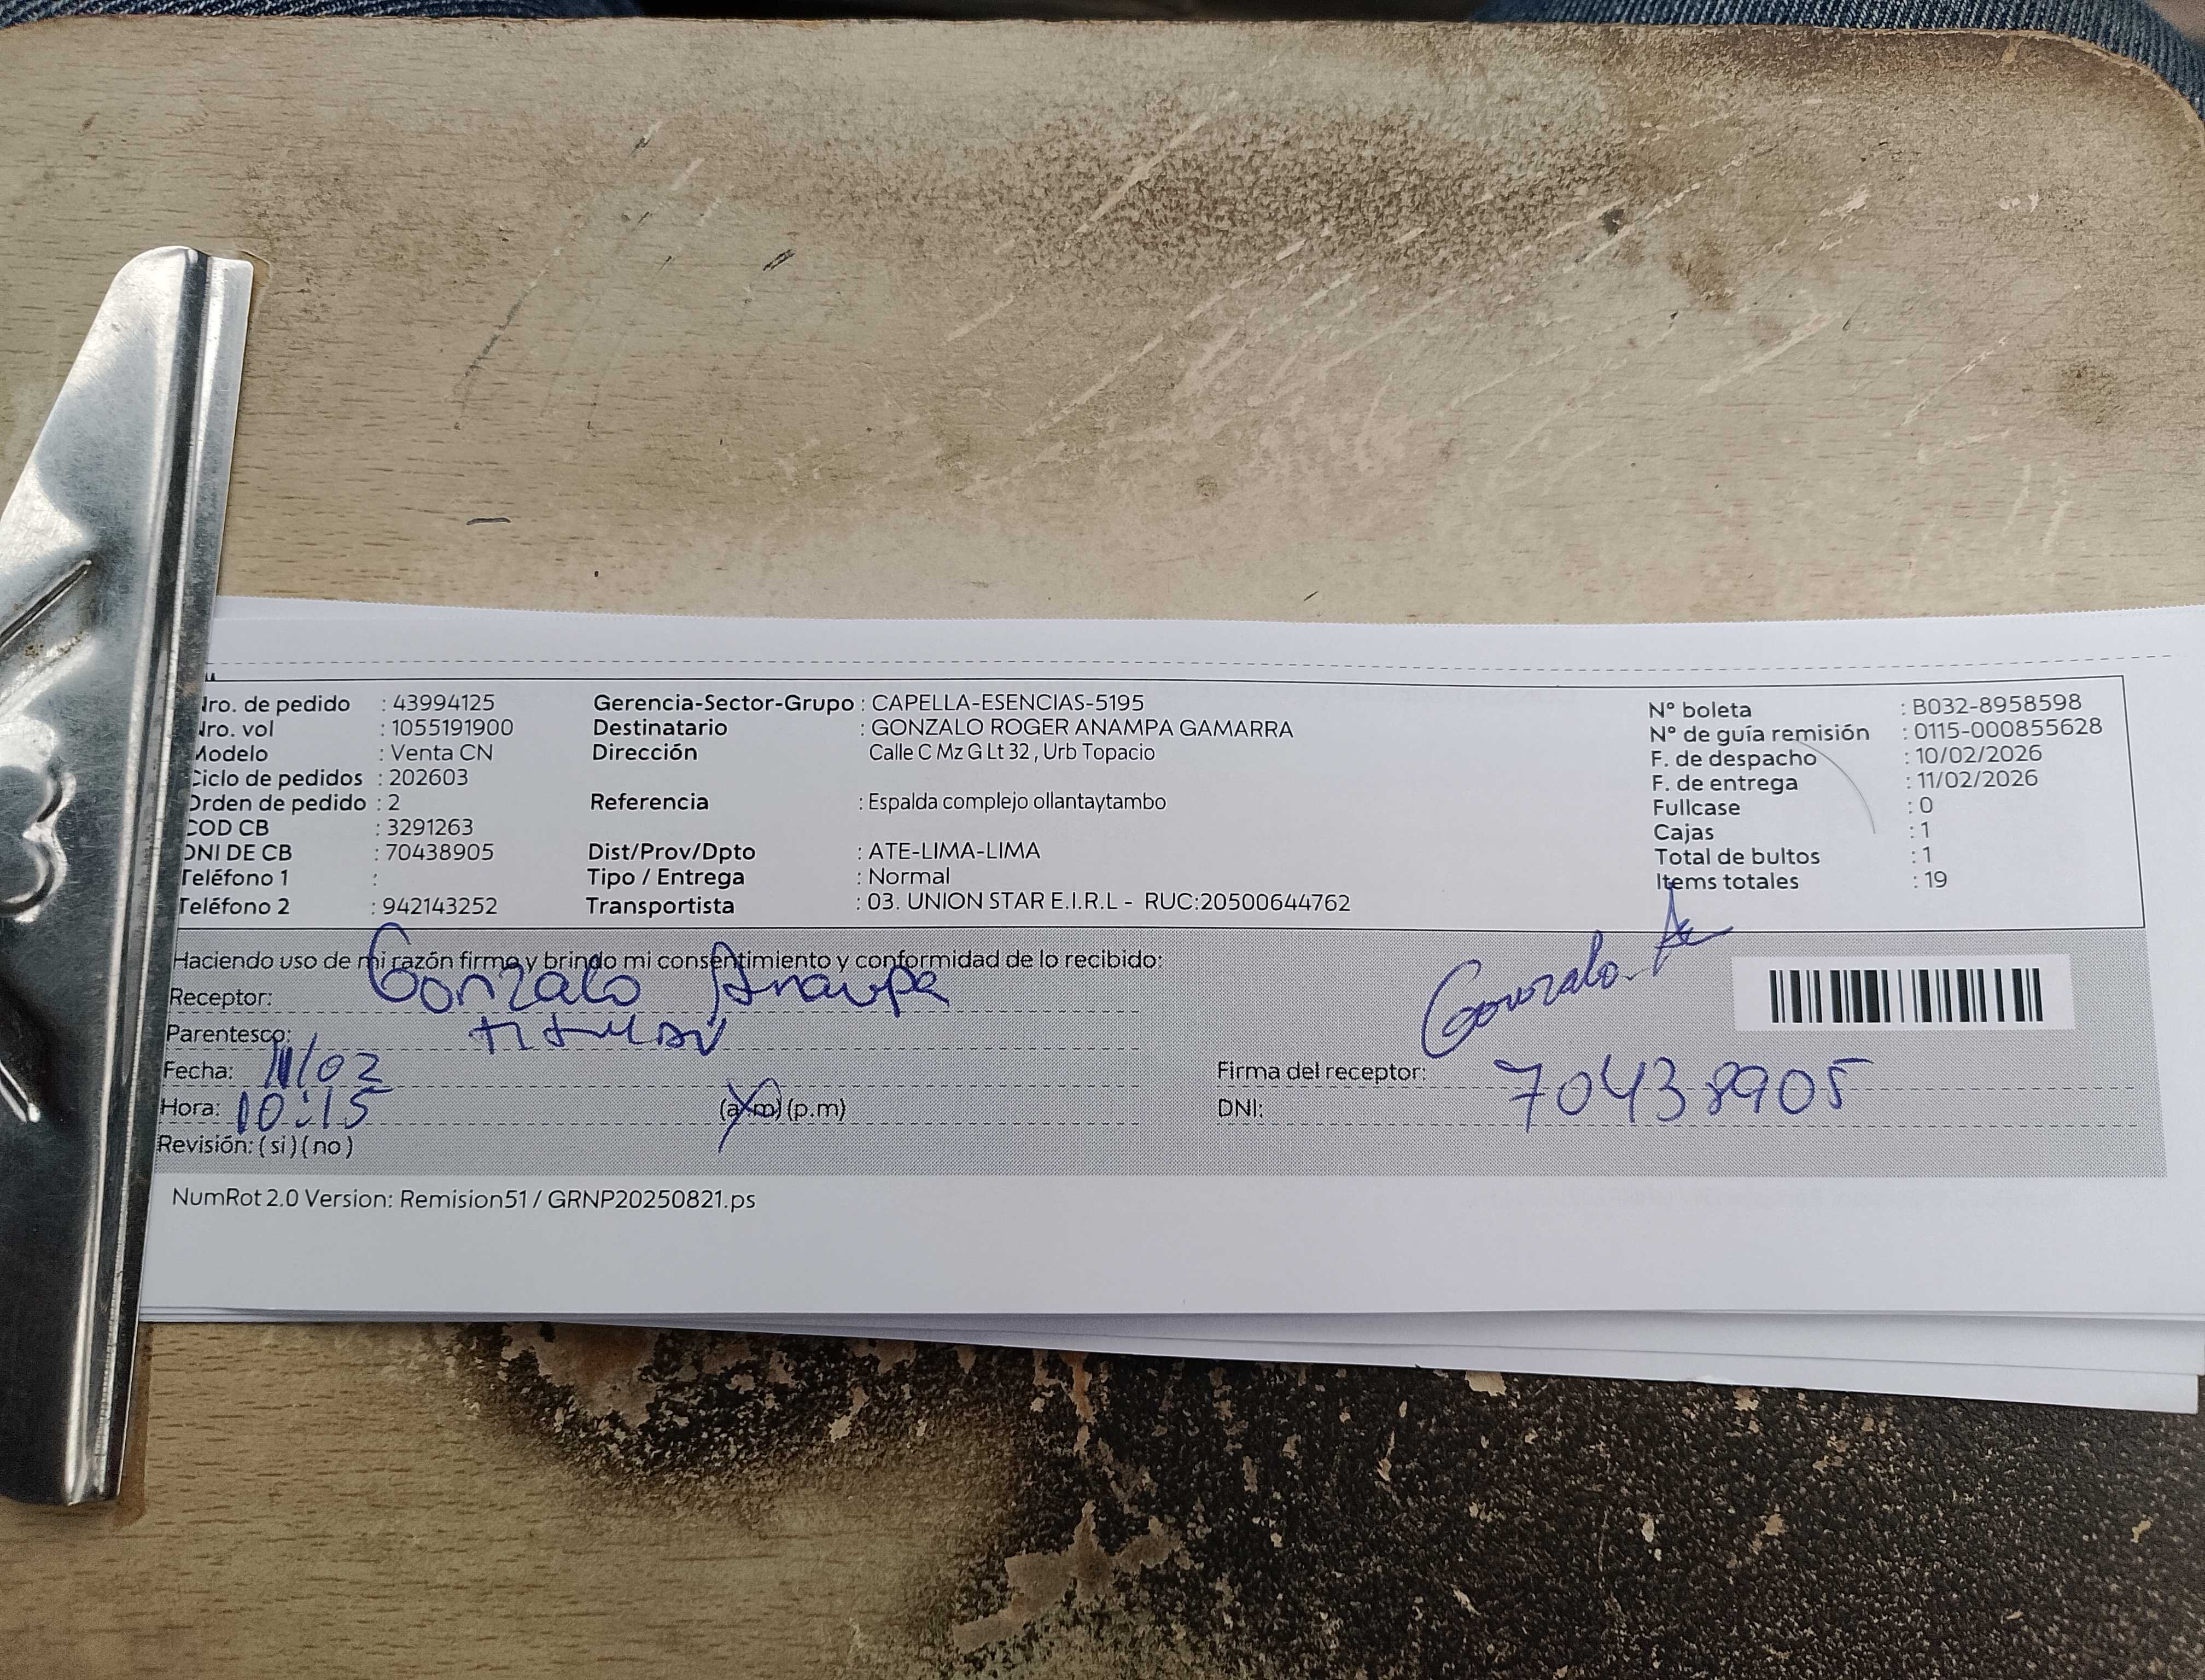 Nro. de pedido : 43994125 Gerencia-Sector-Grupo : CAPELLA-ESENCIAS-5195 N° boleta : B032-8958598
Nro. vol : 1055191900 Destinatario : GONZALO ROGER ANAMPA GAMARRA N° de guía remisión : 0115-000855628
Modelo : Venta CN Dirección Calle C Mz G Lt 32 , Urb Topacio F. de despacho : 10/02/2026
Ciclo de pedidos : 202603 F. de entrega : 11/02/2026
Orden de pedido : 2 Referencia : Espalda complejo ollantaytambo Fullcase : 0
COD CB : 3291263 Cajas : 1
DNI DE CB : 70438905 Dist/Prov/Dpto : ATE-LIMA-LIMA Total de bultos : 1
Teléfono 1 : Tipo / Entrega : Normal Items totales : 19
Teléfono 2 : 942143252 Transportista : 03. UNION STAR E.I.R.L - RUC:20500644762
Haciendo uso de mi razón firmo y brindo mi consentimiento y conformidad de lo recibido:
Receptor: Gonzalo Anampa
Parentesco: titular
Fecha: 11/02 Firma del receptor: Gonzalo A
Hora: 10:15 (a.m) (p.m) DNI: 70438905
Revisión: ( si ) ( no )
NumRot 2.0 Version: Remision51 / GRNP20250821.ps